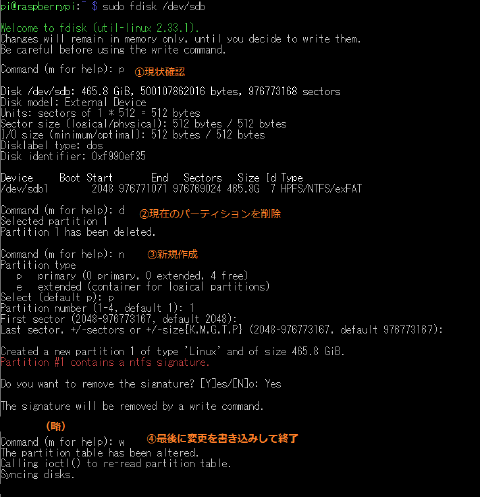 pi@raspberrypi:~ $ sudo fdisk /dev/sdb
Welcome to fdisk (util-linux 2.33.1).
Changes will remain in memory only, until you decide to write them.
Be careful before using the write command.
Command (m for help): p ①現状確認
Disk /dev/sdb: 465.8 GiB, 500107862016 bytes, 976773168 sectors
Disk model: External Device
Units: sectors of 1 * 512 = 512 bytes
Sector size (logical/physical): 512 bytes / 512 bytes
I/O size (minimum/optimal): 512 bytes / 512 bytes
Disklabel type: dos
Disk identifier: 0xf990ef35
Device Boot Start End Sectors Size Id Type
/dev/sdb1 2048 976771071 976769024 465.8G 7 HPFS/NTFS/exFAT
Command (m for help): d ②現在のパーティションを削除
Selected partition 1
Partition 1 has been deleted.
Command (m for help): n ③新規作成
Partition type
p primary (0 primary, 0 extended, 4 free)
e extended (container for logical partitions)
Select (default p): p
Partition number (1-4, default 1): 1
First sector (2048-976773167, default 2048):
Last sector, +/-sectors or +/-size{K,M,G,T,P} (2048-976773167, default 976773167):
Created a new partition 1 of type 'Linux' and of size 465.8 GiB.
Partition #1 contains a ntfs signature.
Do you want to remove the signature? [Y]es/[N]o: Yes
The signature will be removed by a write command.
(略)
Command (m for help): w ④最後に変更を書き込みして終了
The partition table has been altered.
Calling ioctl() to re-read partition table.
Syncing disks.